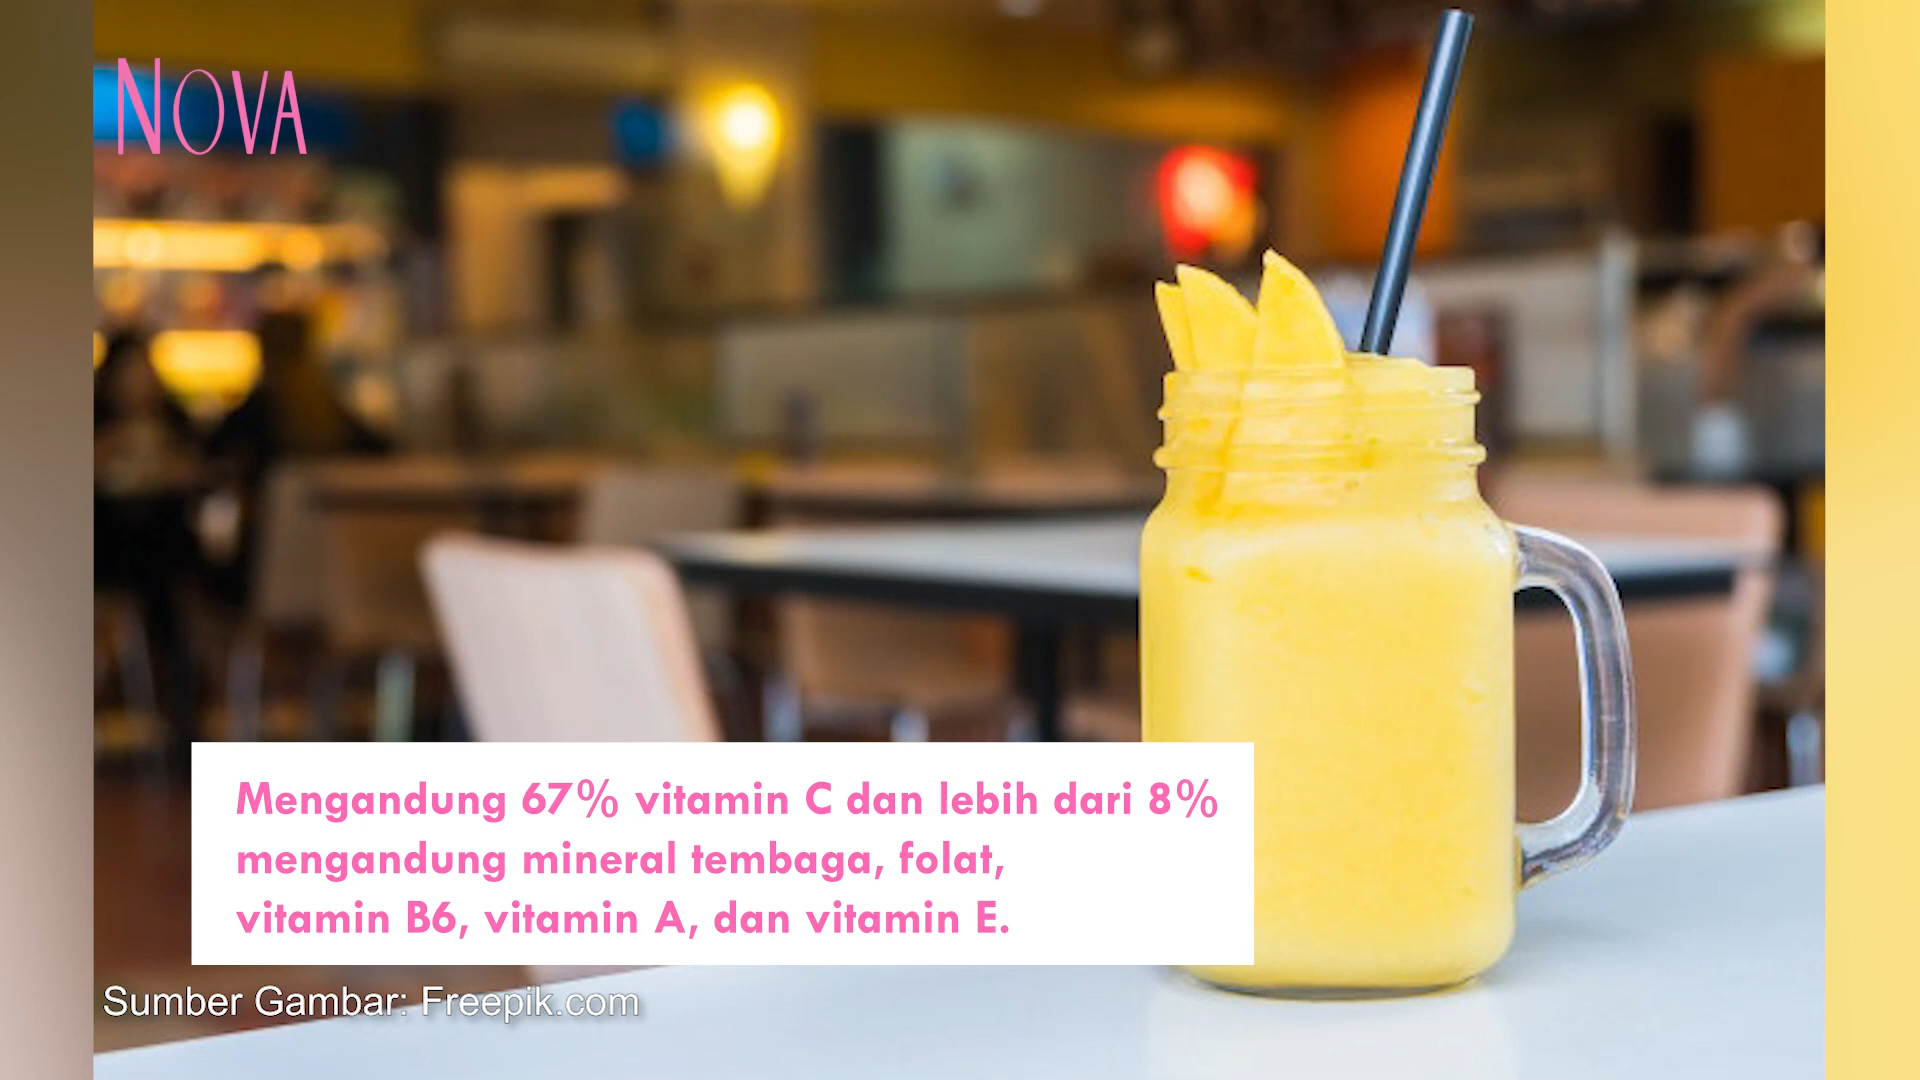 NOVA
Mengandung 67% vitamin C dan lebih dari 8%
mengandung mineral tembaga, folat,
vitamin B6, vitamin A, dan vitamin E.
Sumber Gambar: Freepik.com